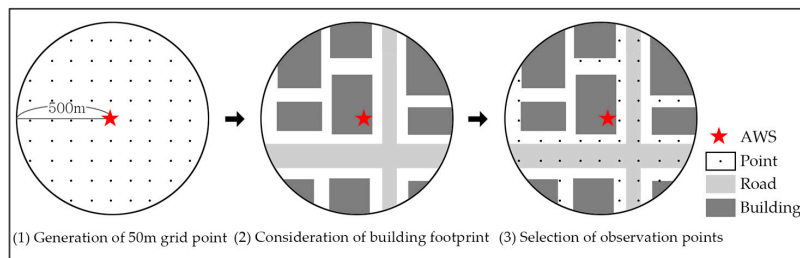 500m
AWS
Point
Road
Building
(1) Generation of 50m grid point (2) Consideration of building footprint (3) Selection of observation points